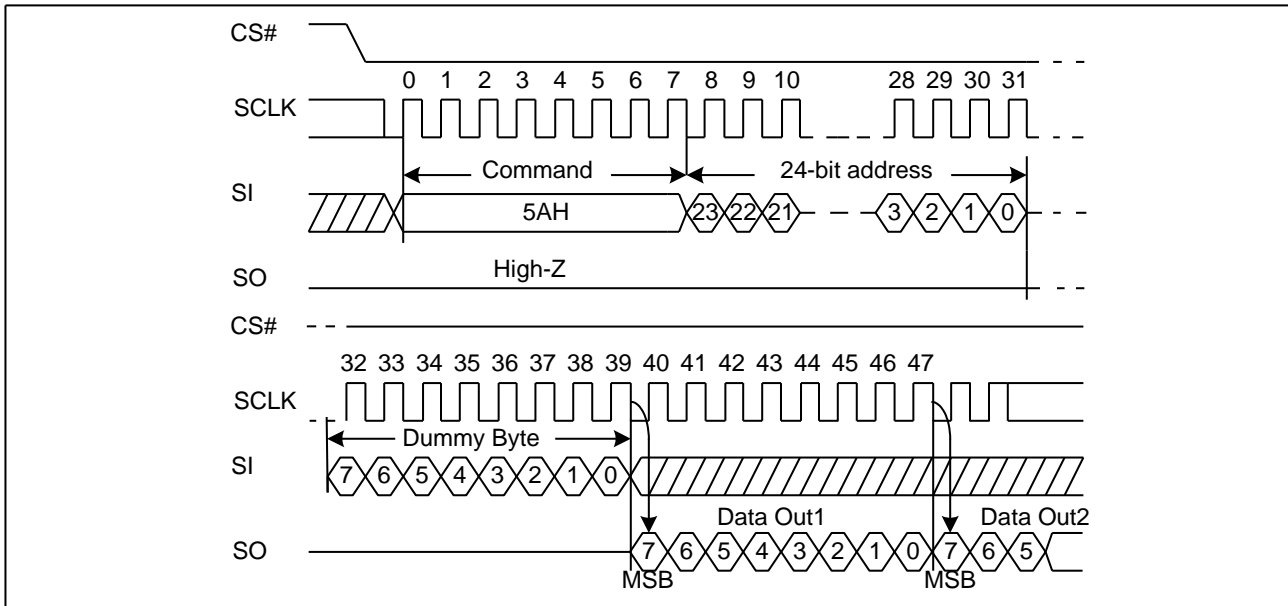 CS#
0 1 2 3 4 5 6 7 8 9 10 28 29 30 31
SCLK
Command 24-bit address
SI
5AH 23 22 21 3 2 1 0
High-Z
SO
CS#
32 33 34 35 36 37 38 39 40 41 42 43 44 45 46 47
SCLK
Dummy Byte
SI
7 6 5 4 3 2 1 0
Data Out1 Data Out2
SO
7 6 5 4 3 2 1 0 7 6 5
MSB MSB